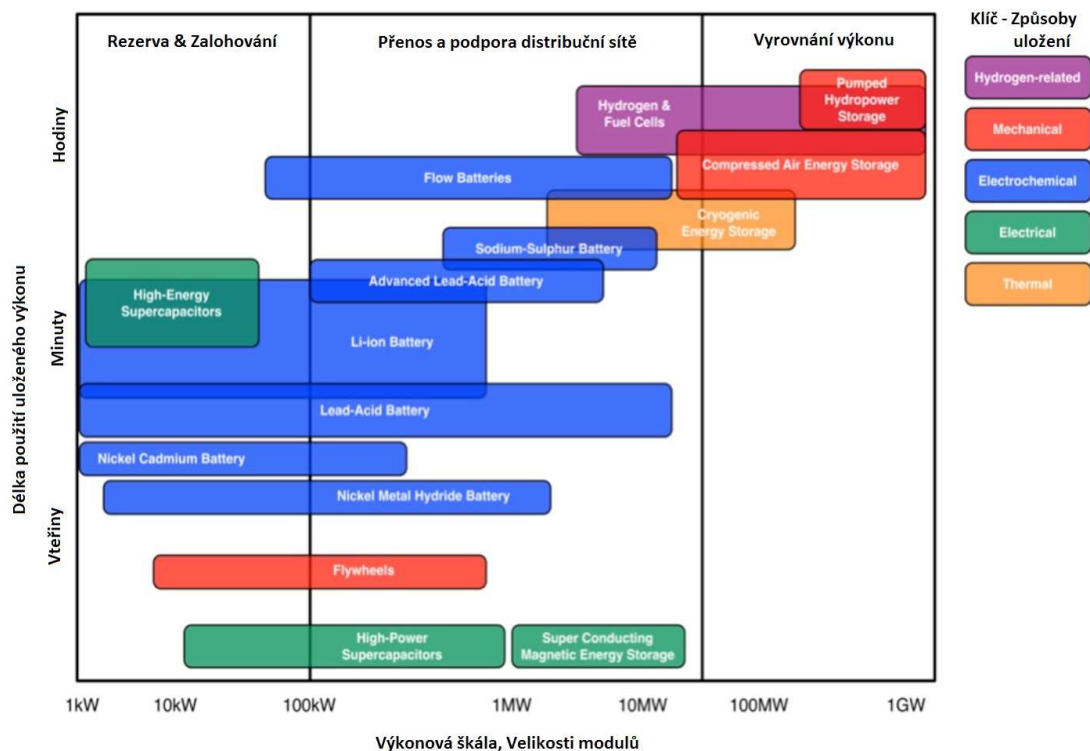 Rezerva & Zalohování
Přenos a podpora distribuční sítě
Vyrovnání výkonu
Klíč - Způsoby
uložení
Hydrogen-related
Mechanical
Electrochemical
Electrical
Thermal
Délka použití uloženého výkonu
Hodiny
Minuty
Vteřiny
Pumped
Hydropower
Storage
Hydrogen &
Fuel Cells
Compressed Air Energy Storage
Flow Batteries
Cryogenic
Energy Storage
Sodium-Sulphur Battery
Advanced Lead-Acid Battery
High-Energy
Supercapacitors
Li-ion Battery
Lead-Acid Battery
Nickel Cadmium Battery
Nickel Metal Hydride Battery
Flywheels
High-Power
Supercapacitors
Super Conducting
Magnetic Energy Storage
1kW 10kW 100kW 1MW 10MW 100MW 1GW
Výkonová škála, Velikosti modulů